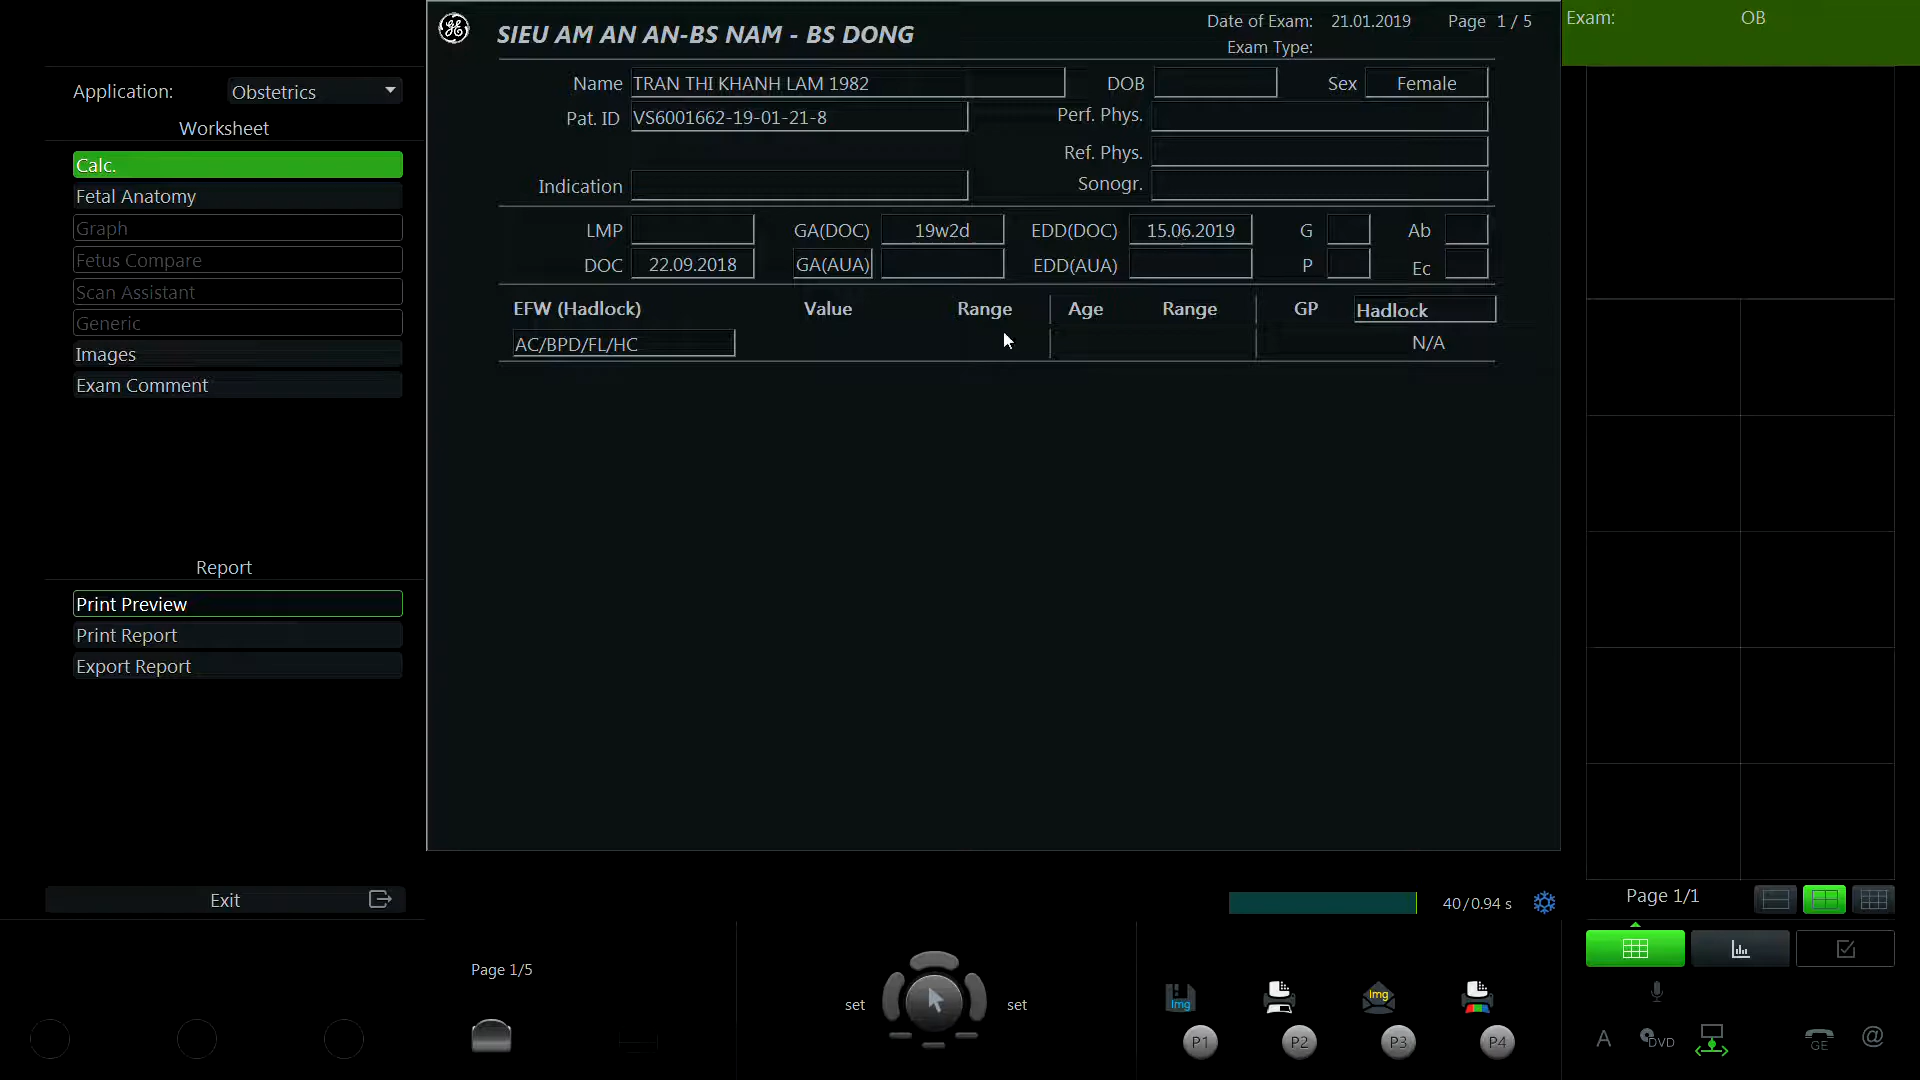 SIEU AM AN AN-BS NAM - BS DONG
Date of Exam: 21.01.2019 Page 1 / 5
Exam Type:
Exam: OB
Application: Obstetrics
Worksheet
Calc.
Fetal Anatomy
Graph
Fetus Compare
Scan Assistant
Generic
Images
Exam Comment
Report
Print Preview
Print Report
Export Report
Exit
Name TRAN THI KHANH LAM 1982 DOB Sex Female
Pat. ID VS6001662-19-01-21-8 Perf. Phys.
Ref. Phys.
Indication Sonogr.
LMP GA(DOC) 19w2d EDD(DOC) 15.06.2019 G Ab
DOC 22.09.2018 GA(AUA) EDD(AUA) P Ec
EFW (Hadlock) Value Range Age Range GP Hadlock
AC/BPD/FL/HC N/A
40/0.94 s
Page 1/1
Page 1/5
set set
Img Img
P1 P2 P3 P4
A DVD GE @